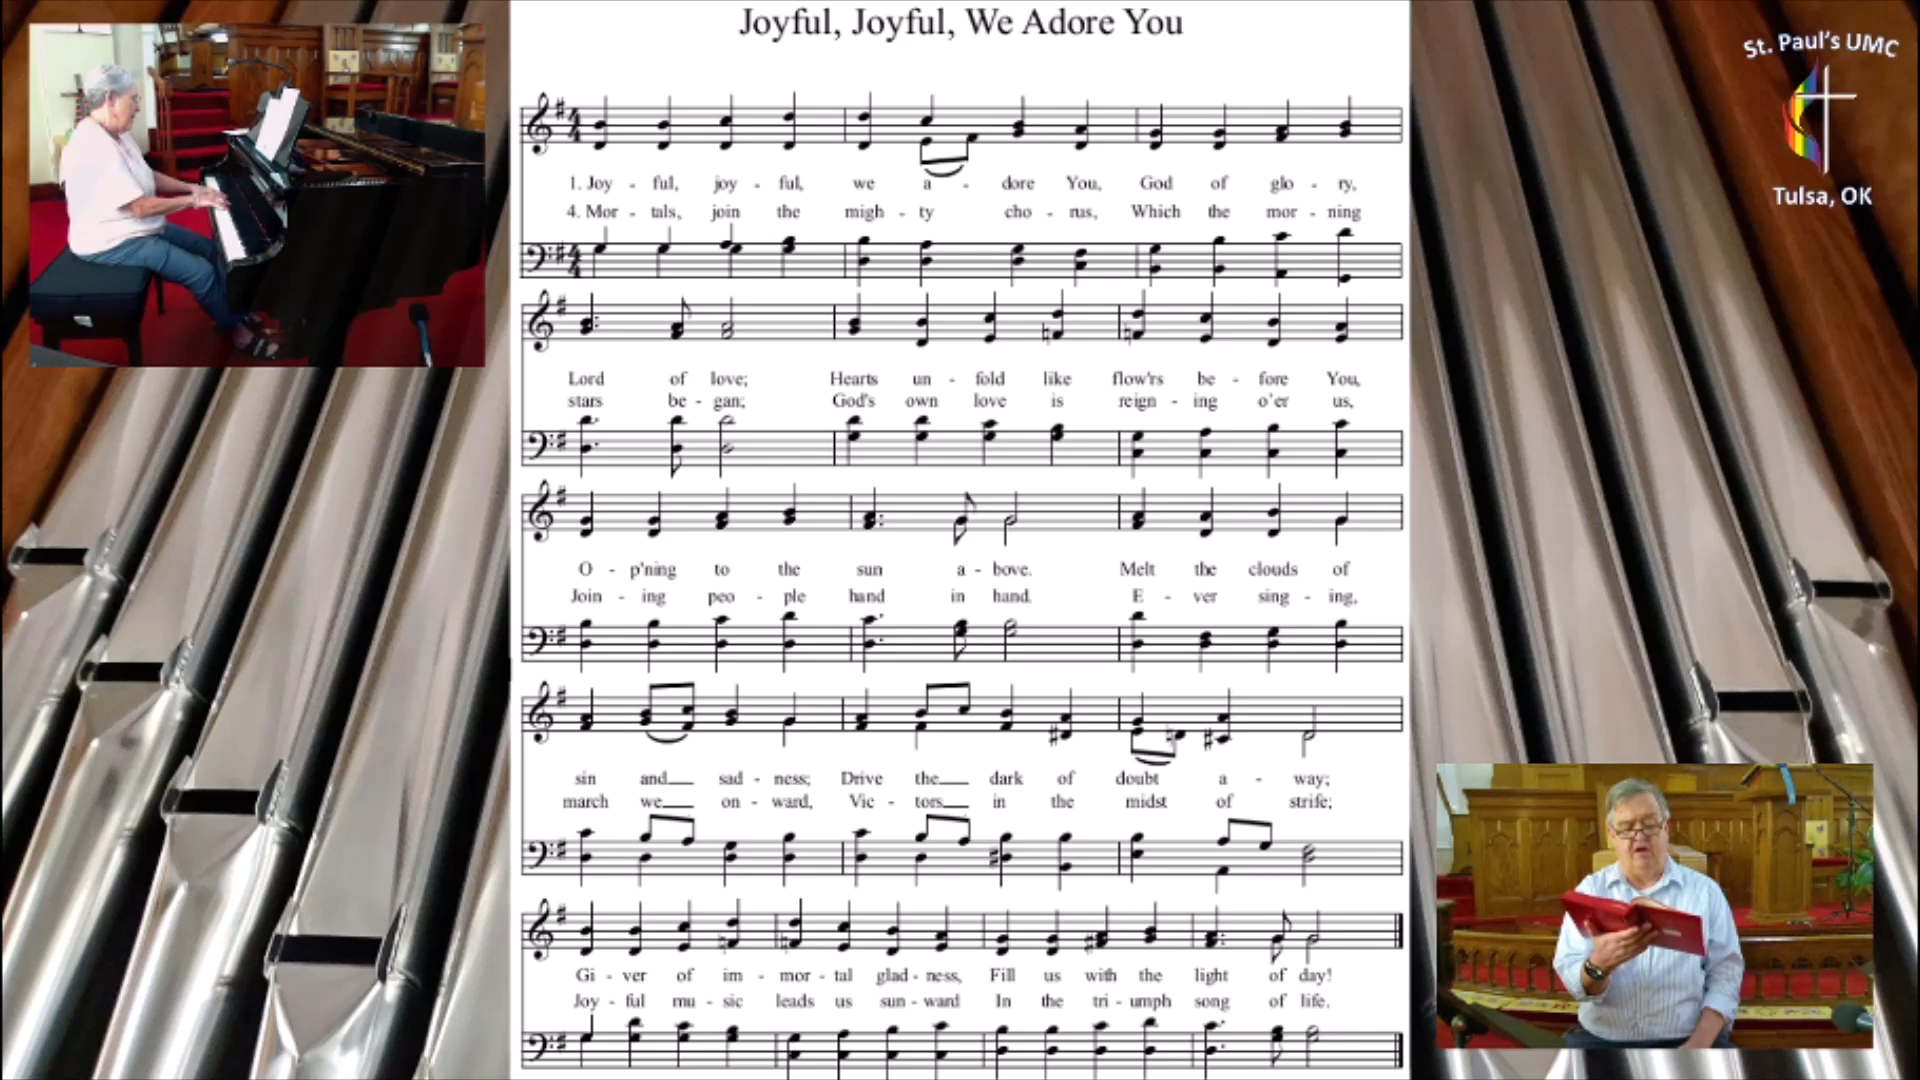 Joyful, Joyful, We Adore You
St. Paul's UMC
Tulsa, OK
1. Joy - ful, joy - ful, we a - dore You, God of glo - ry,
4. Mor - tals, join the migh - ty cho - rus, Which the mor - ning
Lord of love; Hearts un - fold like flow'rs be - fore You,
stars be - gan; God's own love is reign - ing o'er us,
O - p'ning to the sun a - bove. Melt the clouds of
Join - ing peo - ple hand in hand. E - ver sing - ing,
sin and___ sad - ness; Drive the___ dark of doubt a - way;
march we___ on - ward, Vic - tors___ in the midst of strife;
Gi - ver of im - mor - tal glad - ness, Fill us with the light of day!
Joy - ful mu - sic leads us sun - ward In the tri - umph song of life.